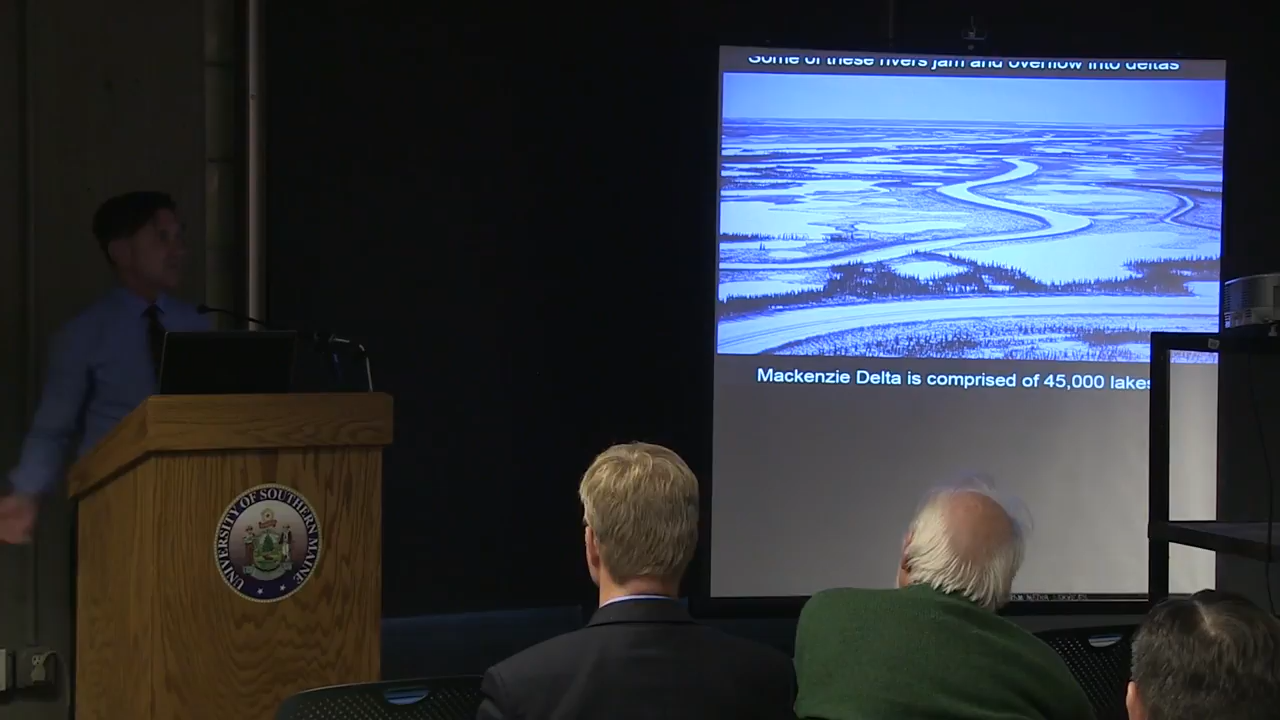 Some of these rivers jam and overflow into deltas
Mackenzie Delta is comprised of 45,000 lakes
UNIVERSITY OF SOUTHERN MAINE